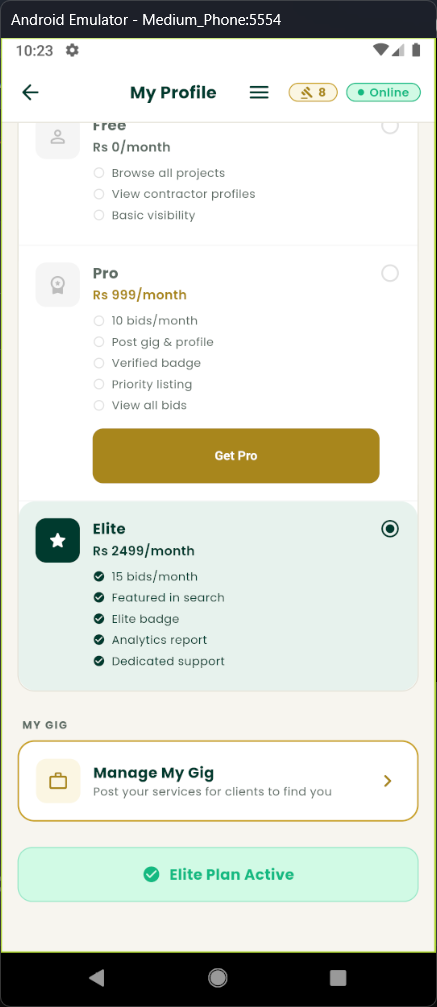 Android Emulator - Medium_Phone:5554
10:23
My Profile
8
Online
Free
Rs 0/month
Browse all projects
View contractor profiles
Basic visibility
Pro
Rs 999/month
10 bids/month
Post gig & profile
Verified badge
Priority listing
View all bids
Get Pro
Elite
Rs 2499/month
15 bids/month
Featured in search
Elite badge
Analytics report
Dedicated support
MY GIG
Manage My Gig
Post your services for clients to find you
Elite Plan Active